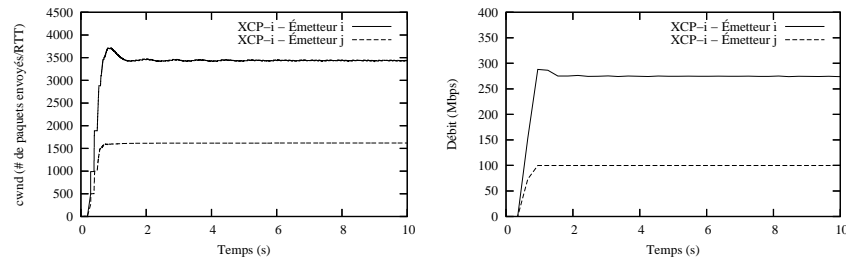 4500
4000
3500
3000
2500
2000
1500
1000
500
0
cwnd (# de paquets envoyés/RTT)
XCP−i − Émetteur i
XCP−i − Émetteur j
0 2 4 6 8 10
Temps (s)
400
350
300
250
200
150
100
50
0
Débit (Mbps)
XCP−i − Émetteur i
XCP−i − Émetteur j
0 2 4 6 8 10
Temps (s)